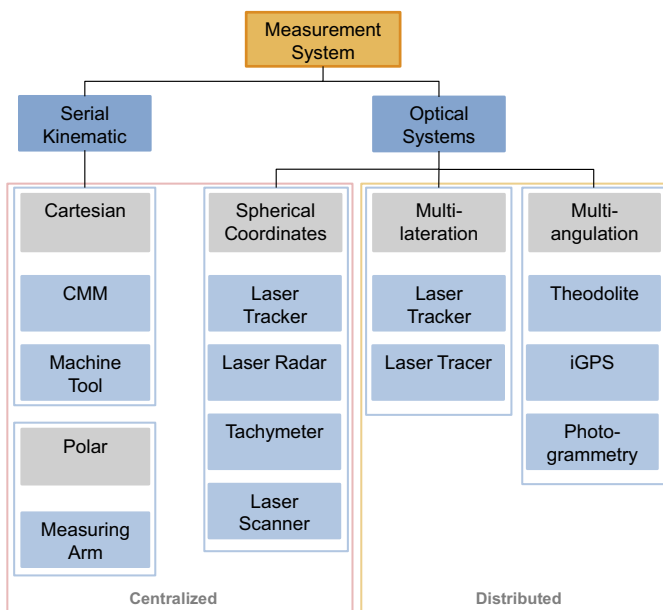 Measurement
System
Serial
Kinematic
Optical
Systems
Cartesian
CMM
Machine
Tool
Polar
Measuring
Arm
Spherical
Coordinates
Laser
Tracker
Laser Radar
Tachymeter
Laser
Scanner
Multi-
lateration
Laser
Tracker
Laser Tracer
Multi-
angulation
Theodolite
iGPS
Photo-
grammetry
Centralized
Distributed